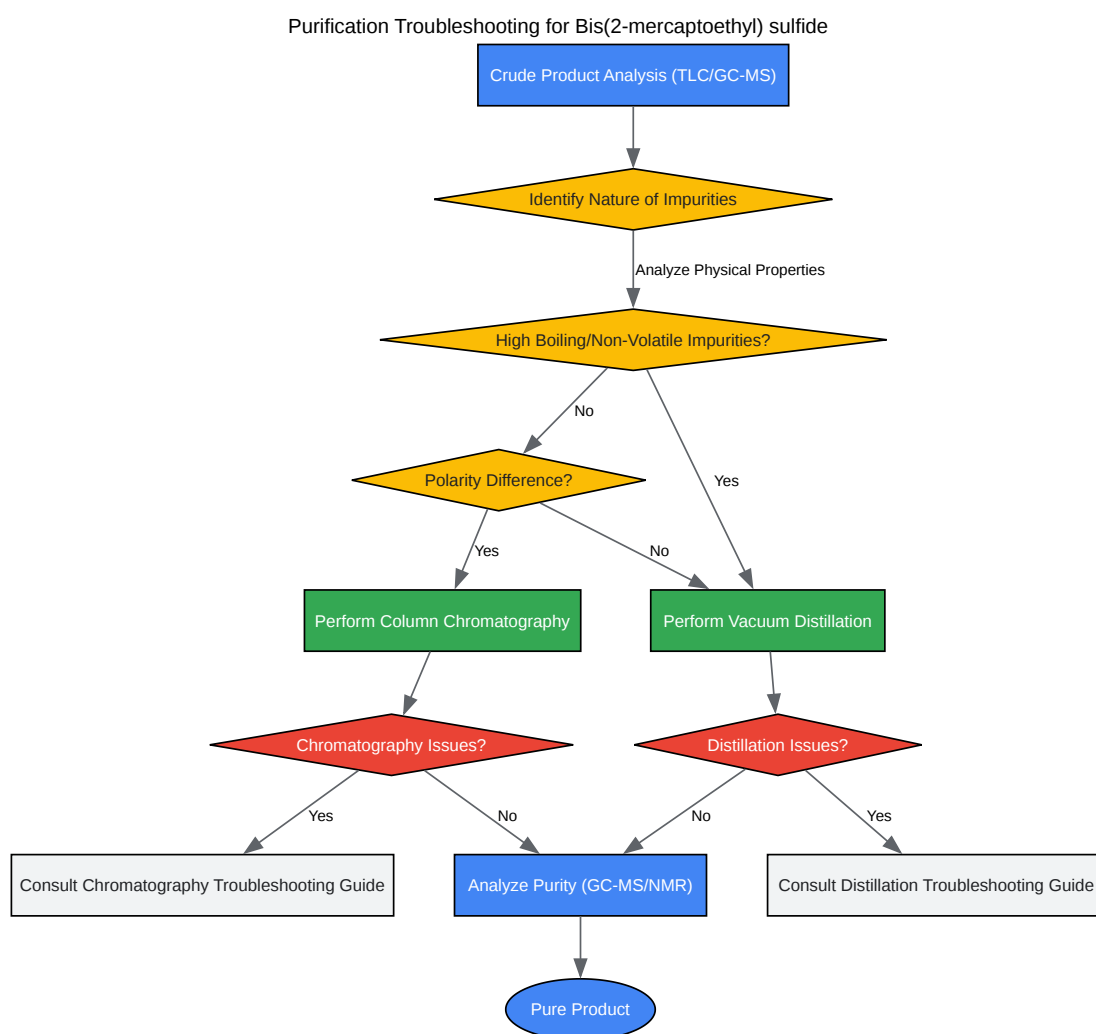 Purification Troubleshooting for Bis(2-mercaptoethyl) sulfide
Crude Product Analysis (TLC/GC-MS)
Identify Nature of Impurities
Analyze Physical Properties
High Boiling/Non-Volatile Impurities?
No
Polarity Difference?
Yes
Yes
No
Perform Column Chromatography
Perform Vacuum Distillation
Chromatography Issues?
Distillation Issues?
Yes
No
No
Yes
Consult Chromatography Troubleshooting Guide
Analyze Purity (GC-MS/NMR)
Consult Distillation Troubleshooting Guide
Pure Product